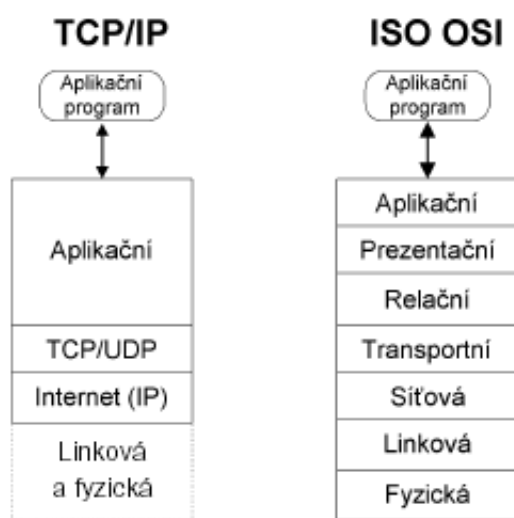 TCP/IP
Aplikační
program
Aplikační
TCP/UDP
Internet (IP)
Linková
a fyzická
ISO OSI
Aplikační
program
Aplikační
Prezentační
Relační
Transportní
Síťová
Linková
Fyzická